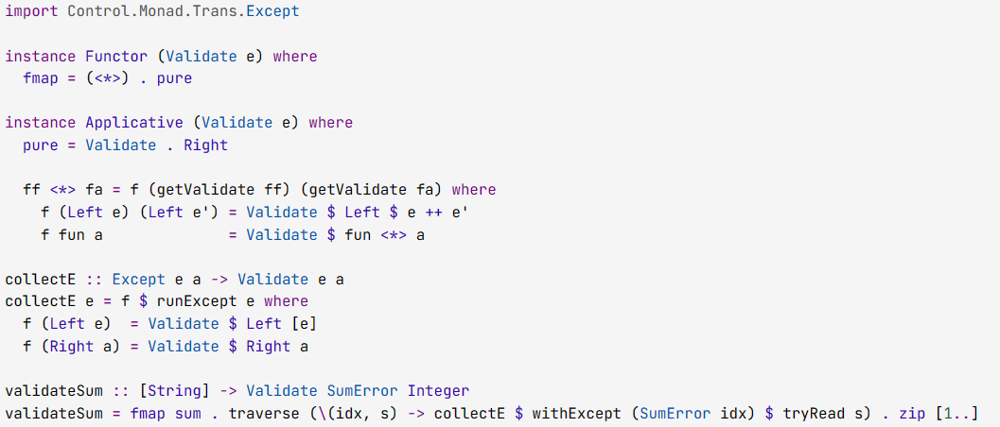 import Control.Monad.Trans.Except
instance Functor (Validate e) where
  fmap = (<*>) . pure
instance Applicative (Validate e) where
  pure = Validate . Right
  ff <*> fa = f (getValidate ff) (getValidate fa) where
    f (Left e) (Left e') = Validate $ Left $ e ++ e'
    f fun a              = Validate $ fun <*> a
collectE :: Except e a -> Validate e a
collectE e = f $ runExcept e where
  f (Left e)  = Validate $ Left [e]
  f (Right a) = Validate $ Right a
validateSum :: [String] -> Validate SumError Integer
validateSum = fmap sum . traverse (\(idx, s) -> collectE $ withExcept (SumError idx) $ tryRead s) . zip [1..]